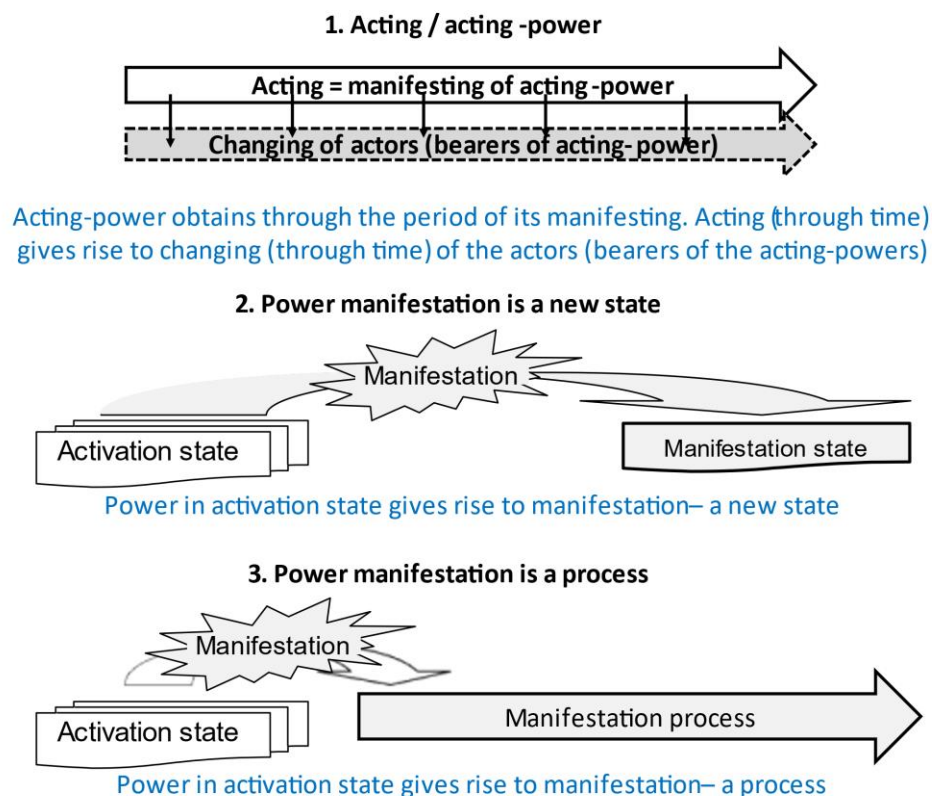 1. Acting / acting -power
Acting = manifesting of acting -power
Changing of actors (bearers of acting- power)
Acting-power obtains through the period of its manifesting. Acting (through time)
gives rise to changing (through time) of the actors (bearers of the acting-powers)
2. Power manifestation is a new state
Manifestation
Activation state
Manifestation state
Power in activation state gives rise to manifestation– a new state
3. Power manifestation is a process
Manifestation
Activation state
Manifestation process
Power in activation state gives rise to manifestation– a process